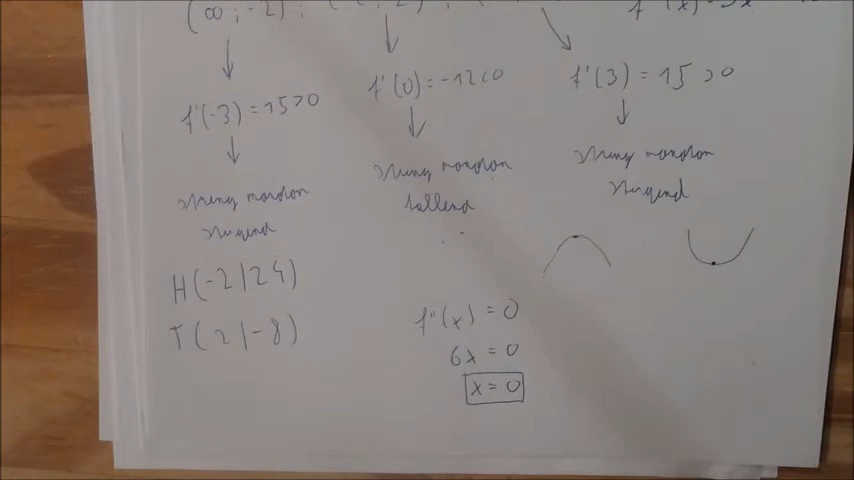 (∞ ; -2) ;
f'(-3) = 15 > 0
streng monoton
steigend
f'(0) = -12 < 0
streng monoton
fallend
f'(3) = 15 > 0
streng monoton
steigend
H(-2|24)
T(2|-8)
f''(x) = 0
6x = 0
x = 0